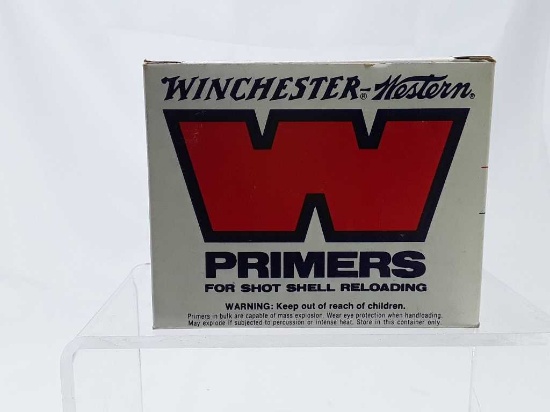 WINCHESTER®-Western®
W
PRIMERS
FOR SHOT SHELL RELOADING
WARNING: Keep out of reach of children.
Primers in bulk are capable of mass explosion. Wear eye protection when handloading.
May explode if subjected to percussion or intense heat. Store in this container only.